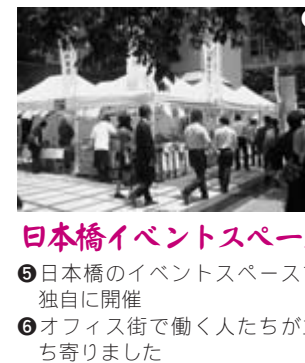 日本橋イベントスペー
❺日本橋のイベントスペース
独自に開催
❻オフィス街で働く人たちが
ち寄りました